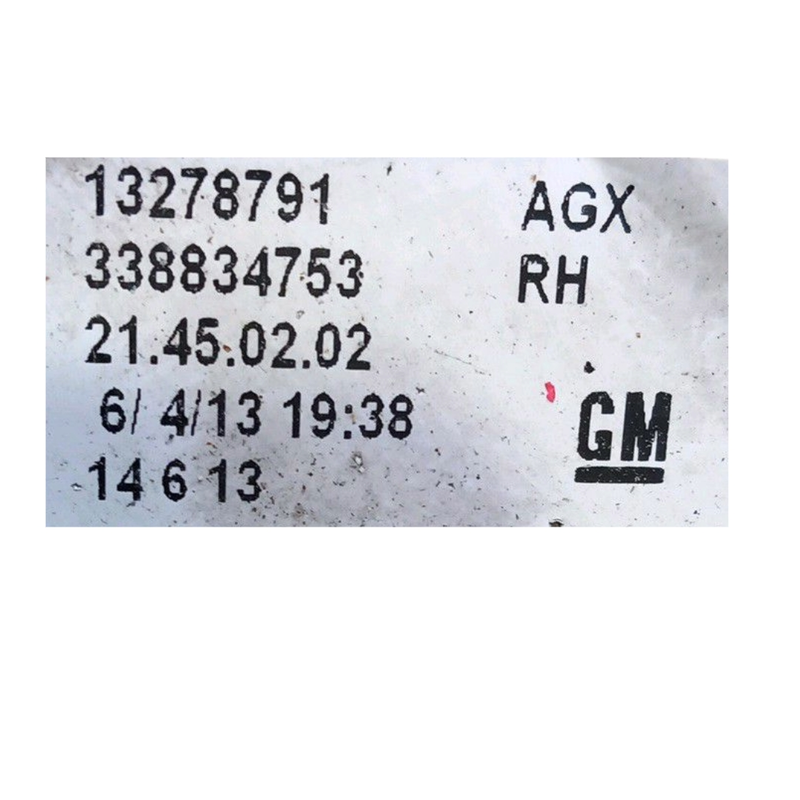 13278791 AGX
338834753 RH
21.45.02.02
6/ 4/13 19:38
GM
14 6 13